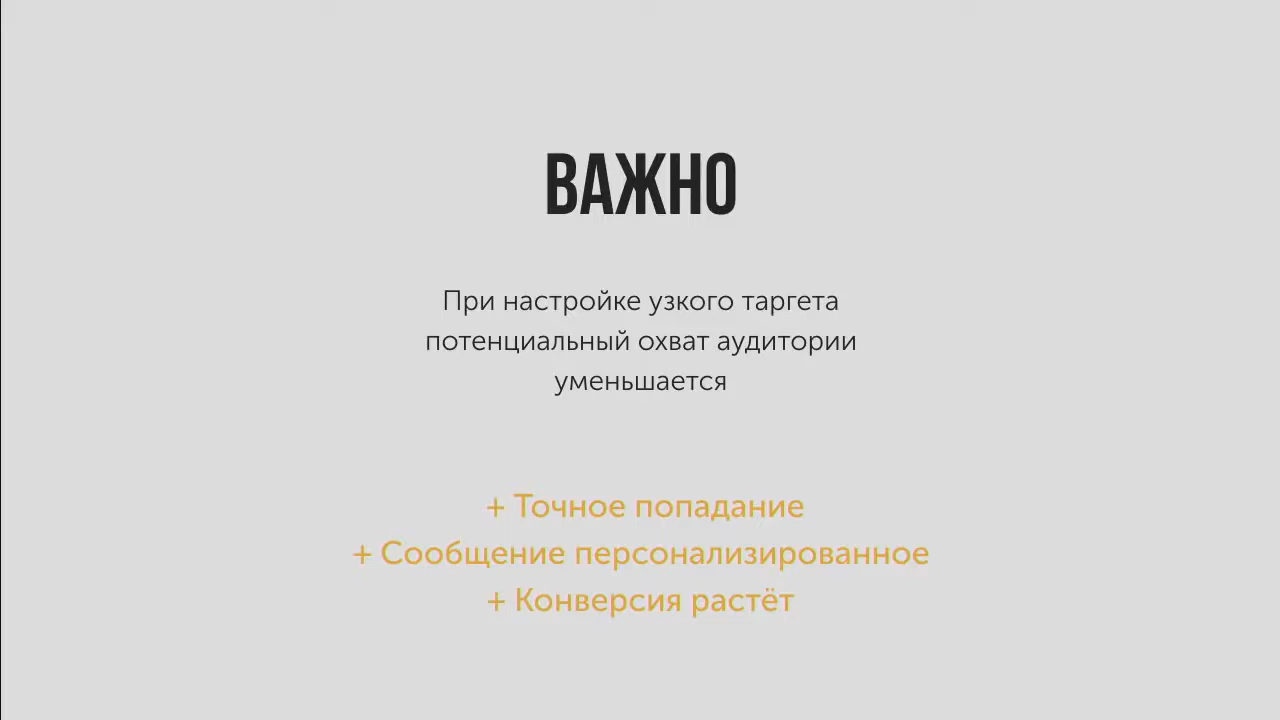 ВАЖНО
При настройке узкого таргета
потенциальный охват аудитории
уменьшается
+ Точное попадание
+ Сообщение персонализированное
+ Конверсия растёт